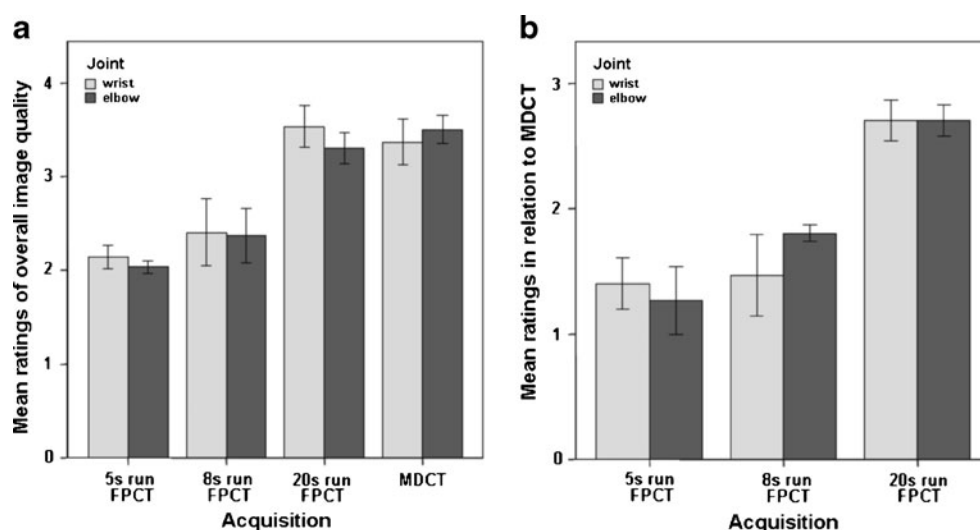 a
Mean ratings of overall image quality
4
3
2
1
0
Joint
wrist
elbow
5s run
FPCT
8s run
FPCT
20s run
FPCT
MDCT
Acquisition
b
Mean ratings in relation to MDCT
3
2
1
0
Joint
wrist
elbow
5s run
FPCT
8s run
FPCT
20s run
FPCT
Acquisition